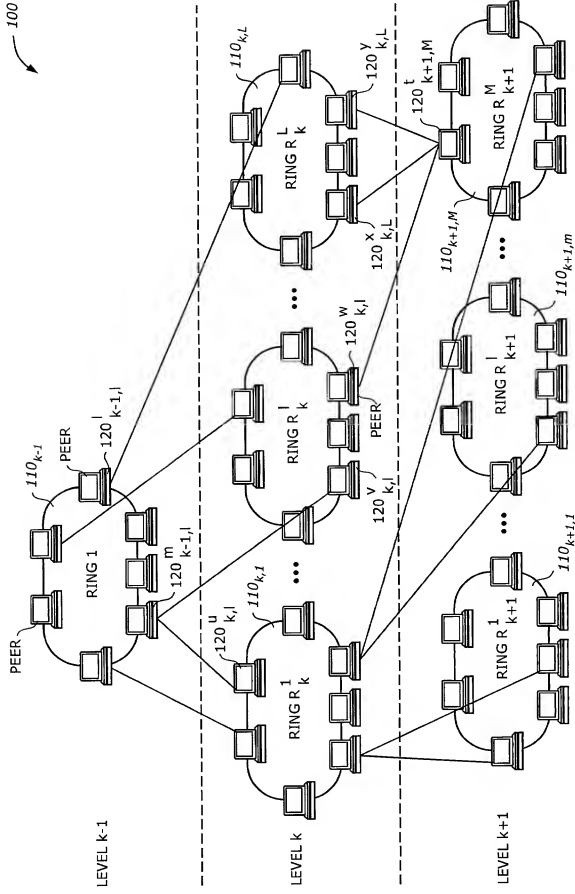 100
LEVEL k-1
PEER
110k-1
PEER
RING 1
120 l k-1,l
120 m k-1,l
LEVEL k
120 u k,l
110k,1
RING R 1 k
...
RING R l k
120 v k,l
120 w k,l
PEER
...
110k,L
RING R L k
120 x k,L
120 y k,L
LEVEL k+1
RING R 1 k+1
110k+1,1
...
RING R l k+1
110k+1,m
...
110k+1,M
120 t k+1,M
RING R M k+1